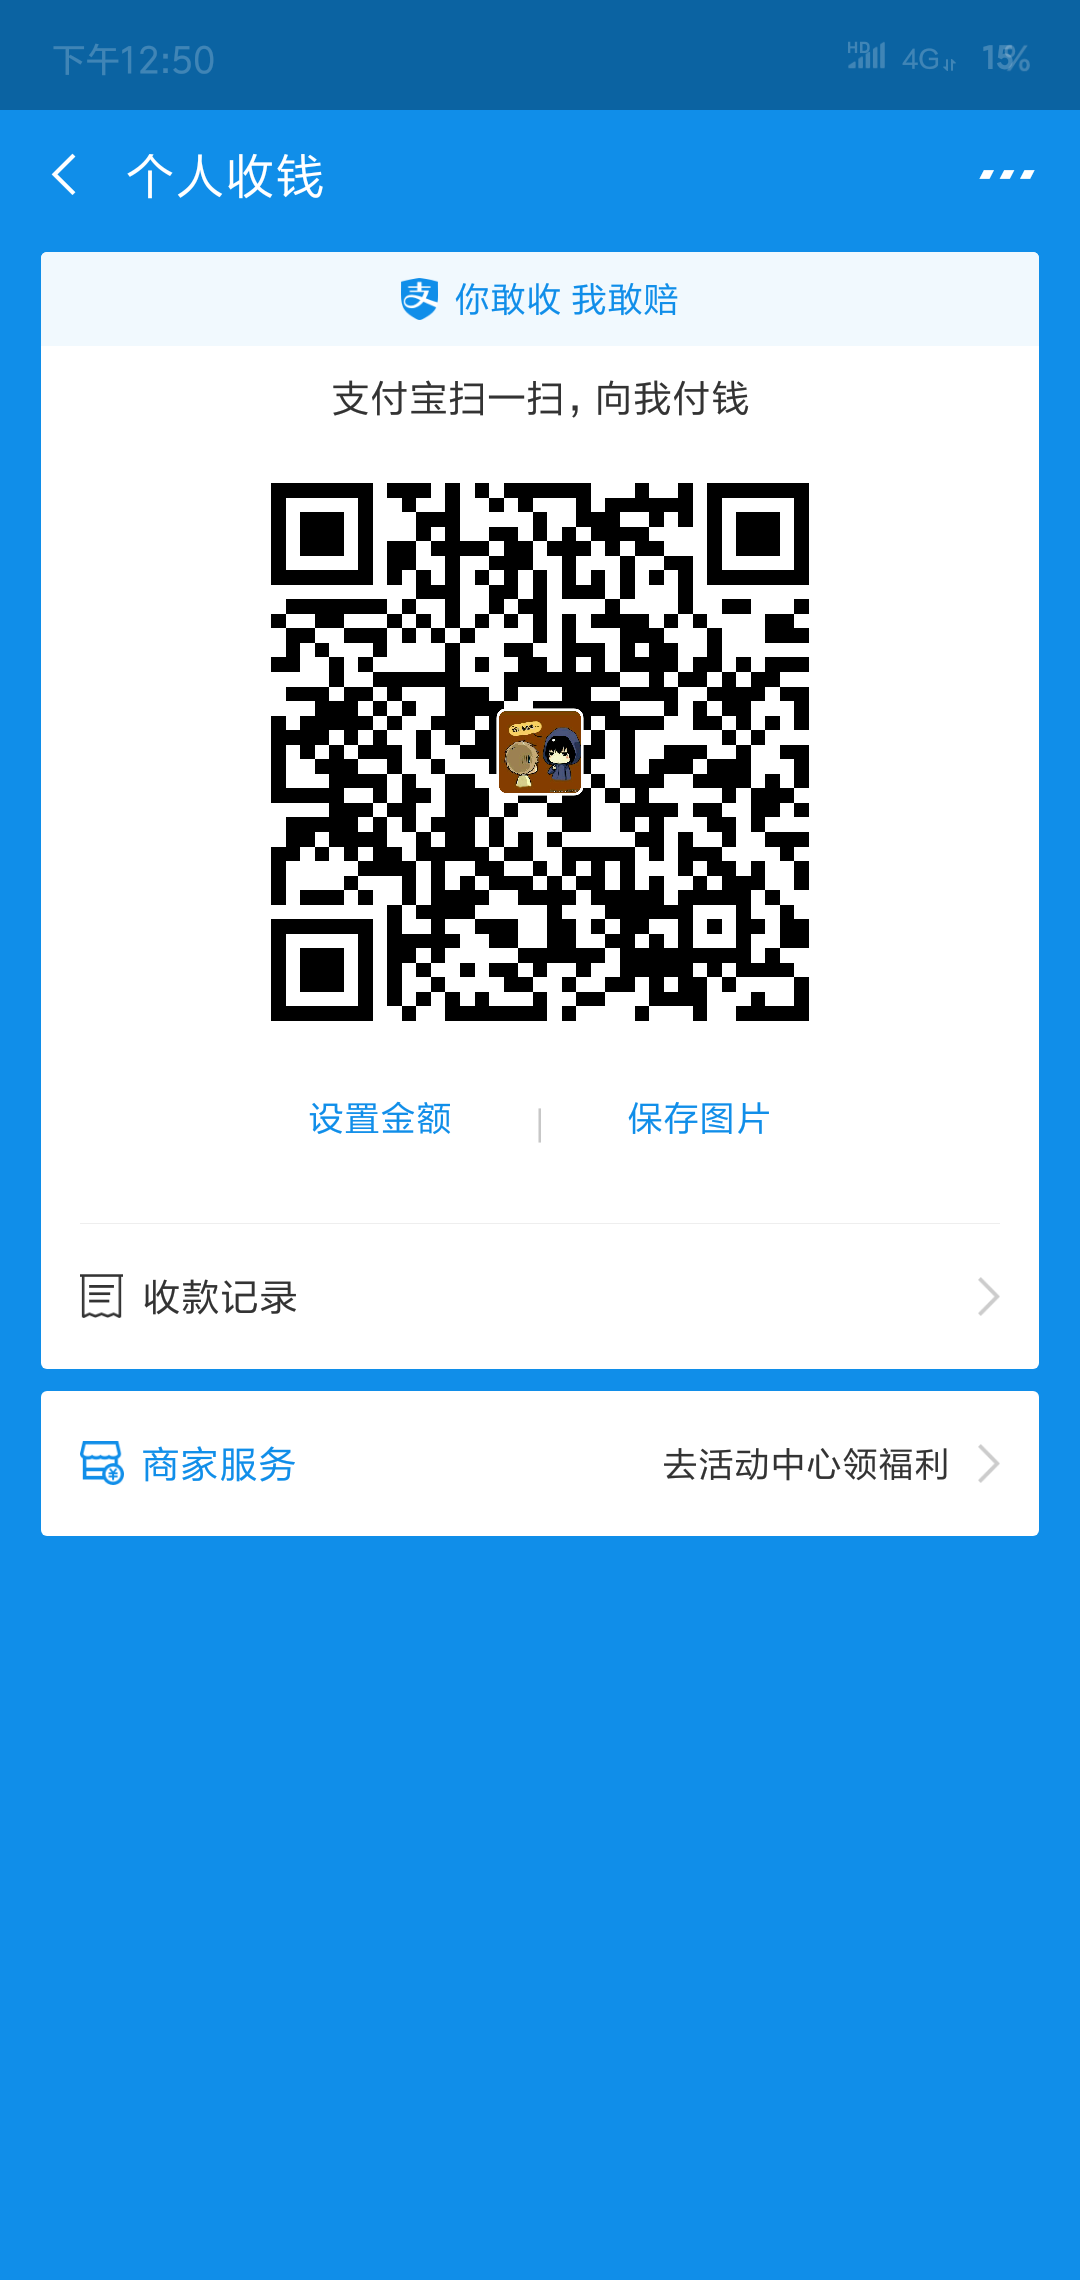 下午12:50 HD 4G 15%
个人收钱
支 你敢收 我敢赔
支付宝扫一扫, 向我付钱
设置金额 | 保存图片
收款记录
商家服务 去活动中心领福利